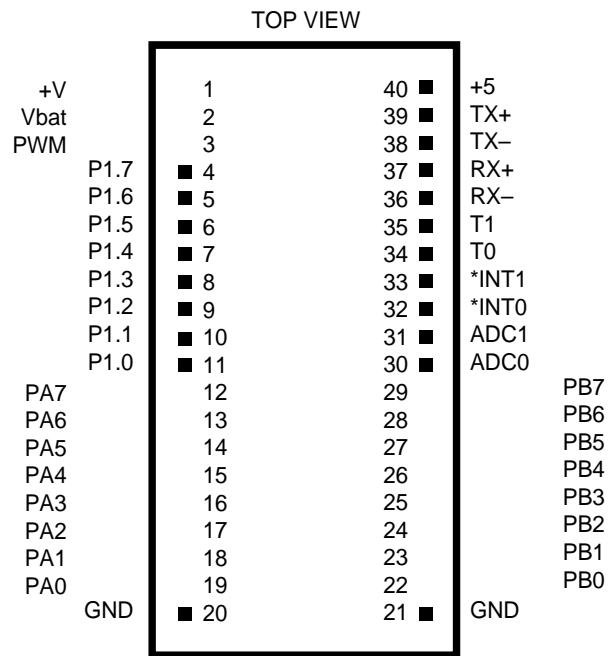 TOP VIEW
+V 1 40 +5
Vbat 2 39 TX+
PWM 3 38 TX–
P1.7 4 37 RX+
P1.6 5 36 RX–
P1.5 6 35 T1
P1.4 7 34 T0
P1.3 8 33 *INT1
P1.2 9 32 *INT0
P1.1 10 31 ADC1
P1.0 11 30 ADC0
PA7 12 29 PB7
PA6 13 28 PB6
PA5 14 27 PB5
PA4 15 26 PB4
PA3 16 25 PB3
PA2 17 24 PB2
PA1 18 23 PB1
PA0 19 22 PB0
GND 20 21 GND